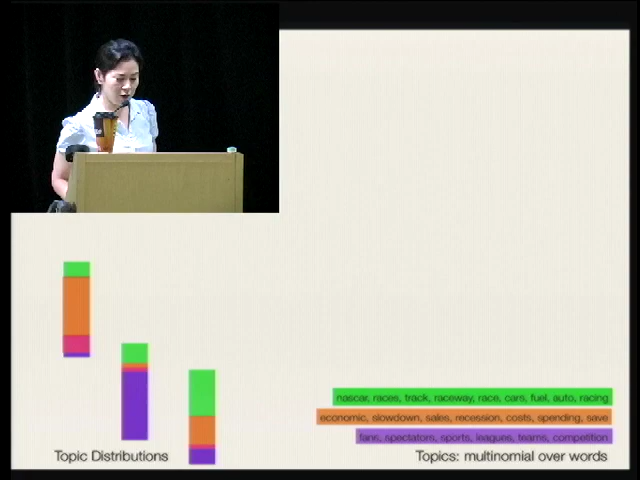 nascar, races, track, raceway, race, cars, fuel, auto, racing
economic, slowdown, sales, recession, costs, spending, save
fans, spectators, sports, leagues, teams, competition
Topic Distributions
Topics: multinomial over words